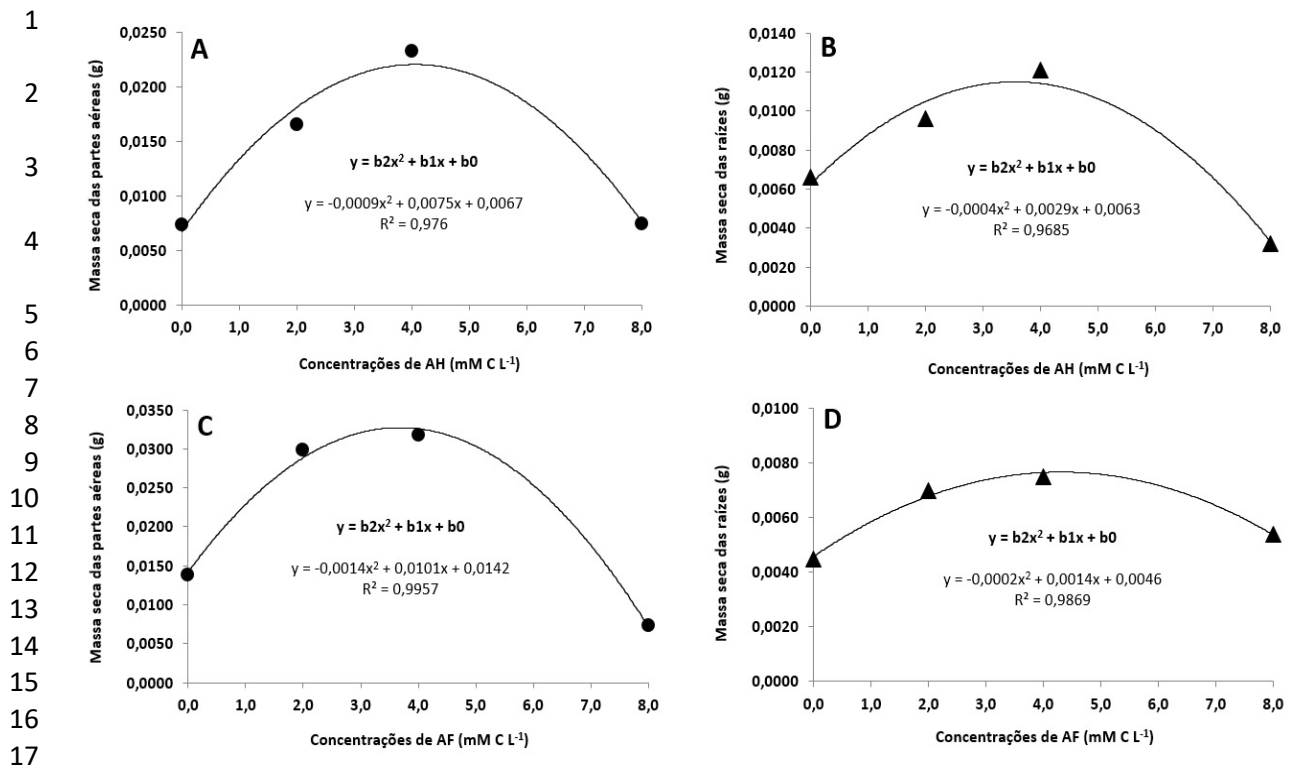 1
2
3
4
5
6
7
8
9
10
11
12
13
14
15
16
17
A
Massa seca das partes aéreas (g)
0,0250
0,0200
0,0150
0,0100
0,0050
0,0000
y = b2x² + b1x + b0
y = -0,0009x² + 0,0075x + 0,0067
R² = 0,976
0,0 1,0 2,0 3,0 4,0 5,0 6,0 7,0 8,0
Concentrações de AH (mM C L⁻¹)
B
Massa seca das raízes (g)
0,0140
0,0120
0,0100
0,0080
0,0060
0,0040
0,0020
0,0000
y = b2x² + b1x + b0
y = -0,0004x² + 0,0029x + 0,0063
R² = 0,9685
0,0 1,0 2,0 3,0 4,0 5,0 6,0 7,0 8,0
Concentrações de AH (mM C L⁻¹)
C
Massa seca das partes aéreas (g)
0,0350
0,0300
0,0250
0,0200
0,0150
0,0100
0,0050
0,0000
y = b2x² + b1x + b0
y = -0,0014x² + 0,0101x + 0,0142
R² = 0,9957
0,0 1,0 2,0 3,0 4,0 5,0 6,0 7,0 8,0
Concentrações de AF (mM C L⁻¹)
D
Massa seca das raízes (g)
0,0100
0,0080
0,0060
0,0040
0,0020
0,0000
y = b2x² + b1x + b0
y = -0,0002x² + 0,0014x + 0,0046
R² = 0,9869
0,0 1,0 2,0 3,0 4,0 5,0 6,0 7,0 8,0
Concentrações de AF (mM C L⁻¹)